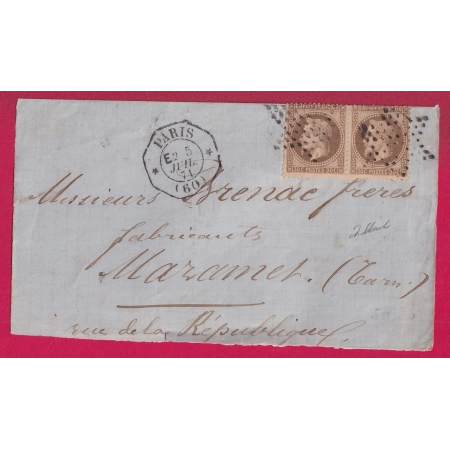 PARIS
E2 5
JUIL
71
(60)
Messieurs Brenac frères
fabricants
Mazamet. (Tarn)
rue de la République.